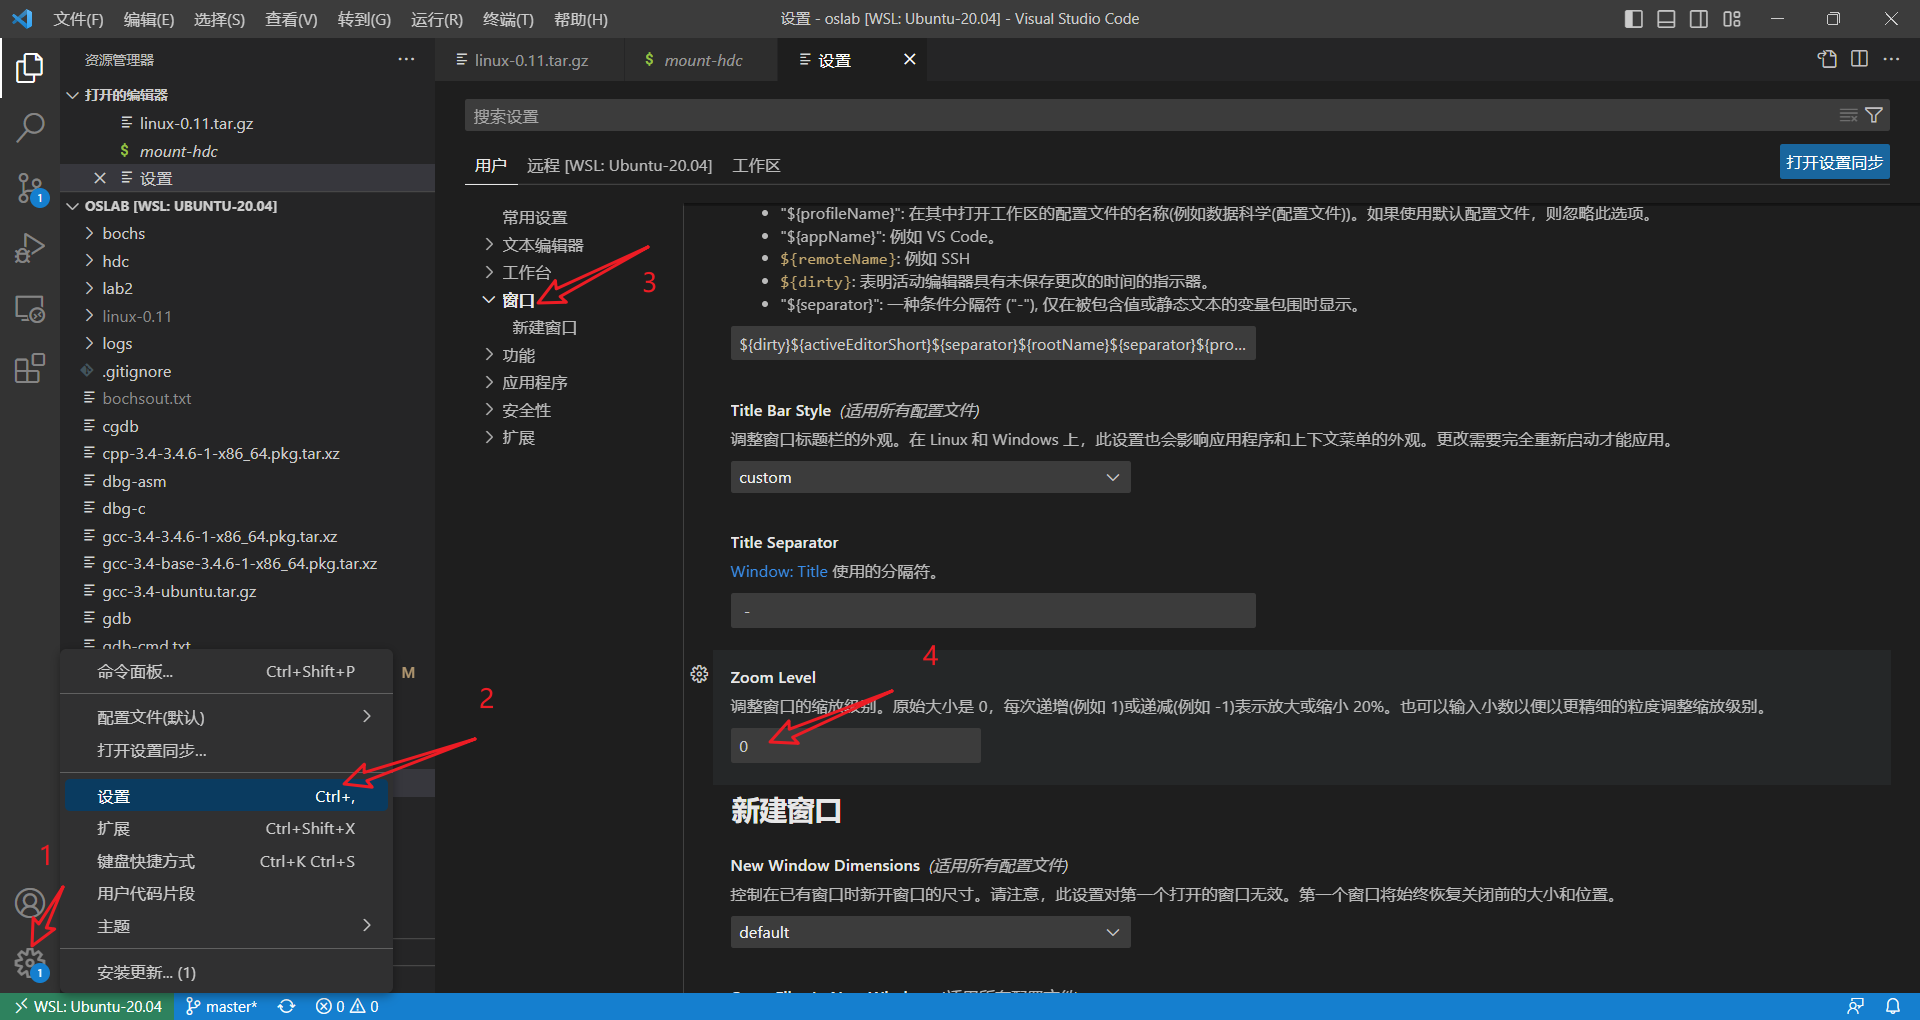 文件(F) 编辑(E) 选择(S) 查看(V) 转到(G) 运行(R) 终端(T) 帮助(H)
设置 - oslab [WSL: Ubuntu-20.04] - Visual Studio Code
资源管理器
linux-0.11.tar.gz
$ mount-hdc
设置
打开的编辑器
linux-0.11.tar.gz
$ mount-hdc
设置
OSLAB [WSL: UBUNTU-20.04]
bochs
hdc
lab2
linux-0.11
logs
.gitignore
bochsout.txt
cgdb
cpp-3.4-3.4.6-1-x86_64.pkg.tar.xz
dbg-asm
dbg-c
gcc-3.4-3.4.6-1-x86_64.pkg.tar.xz
gcc-3.4-base-3.4.6-1-x86_64.pkg.tar.xz
gcc-3.4-ubuntu.tar.gz
gdb
gdb-cmd.txt
M
命令面板... Ctrl+Shift+P
配置文件(默认)
打开设置同步...
设置 Ctrl+,
扩展 Ctrl+Shift+X
键盘快捷方式 Ctrl+K Ctrl+S
用户代码片段
主题
安装更新... (1)
1
1
1
2
3
4
搜索设置
用户 远程 [WSL: Ubuntu-20.04] 工作区
打开设置同步
常用设置
文本编辑器
工作台
窗口
新建窗口
功能
应用程序
安全性
扩展
"${profileName}": 在其中打开工作区的配置文件的名称(例如数据科学(配置文件))。如果使用默认配置文件，则忽略此选项。
"${appName}": 例如 VS Code。
${remoteName}: 例如 SSH
${dirty}: 表明活动编辑器具有未保存更改的时间的指示器。
"${separator}": 一种条件分隔符 ("-"), 仅在被包含值或静态文本的变量包围时显示。
${dirty}${activeEditorShort}${separator}${rootName}${separator}${pro...
Title Bar Style (适用所有配置文件)
调整窗口标题栏的外观。在 Linux 和 Windows 上，此设置也会影响应用程序和上下文菜单的外观。更改需要完全重新启动才能应用。
custom
Title Separator
Window: Title 使用的分隔符。
-
Zoom Level
调整窗口的缩放级别。原始大小是 0，每次递增(例如 1)或递减(例如 -1)表示放大或缩小 20%。也可以输入小数以便以更精细的粒度调整缩放级别。
0
新建窗口
New Window Dimensions (适用所有配置文件)
控制在已有窗口时新开窗口的尺寸。请注意，此设置对第一个打开的窗口无效。第一个窗口将始终恢复关闭前的大小和位置。
default
WSL: Ubuntu-20.04 master* 0 0